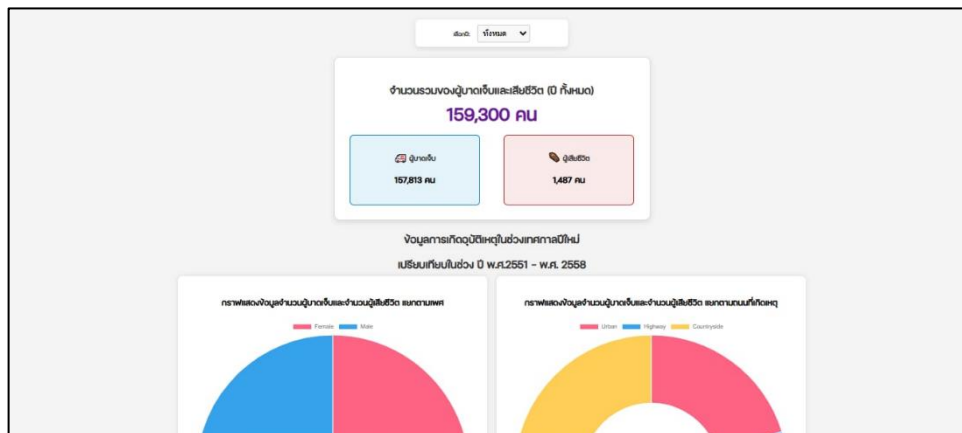 เลือกปี: ทั้งหมด
จำนวนรวมของผู้บาดเจ็บและเสียชีวิต (ปี ทั้งหมด)
159,300 คน
ผู้บาดเจ็บ
157,813 คน
ผู้เสียชีวิต
1,487 คน
ข้อมูลการเกิดอุบัติเหตุในช่วงเทศกาลปีใหม่
เปรียบเทียบในช่วง ปี พ.ศ.2551 - พ.ศ. 2558
กราฟแสดงข้อมูลจำนวนผู้บาดเจ็บและจำนวนผู้เสียชีวิต แยกตามเพศ
Female Male
กราฟแสดงข้อมูลจำนวนผู้บาดเจ็บและจำนวนผู้เสียชีวิต แยกตามถนนที่เกิดเหตุ
Urban Highway Countryside